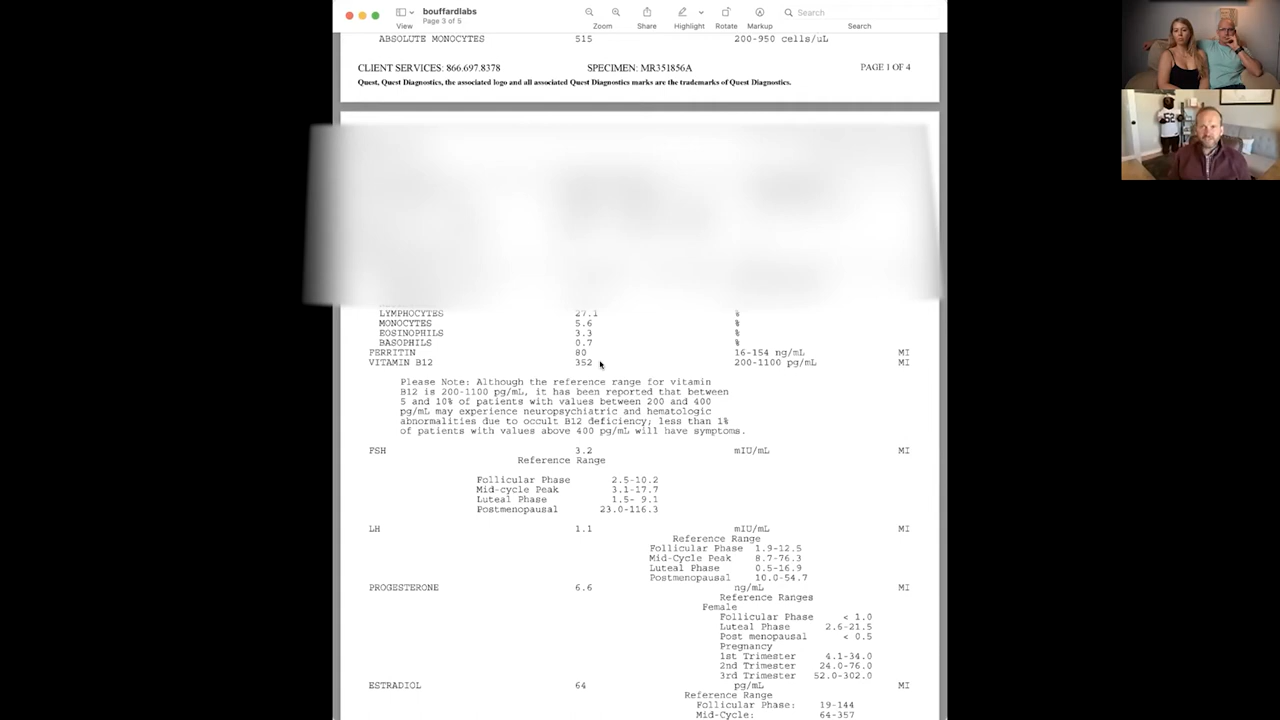 bouffardlabs
Page 3 of 5
View
Zoom
Share
Highlight
Rotate
Markup
Search
Search
ABSOLUTE MONOCYTES 515 200-950 cells/uL
CLIENT SERVICES: 866.697.8378 SPECIMEN: MR351856A PAGE 1 OF 4
Quest, Quest Diagnostics, the associated logo and all associated Quest Diagnostics marks are the trademarks of Quest Diagnostics.
LYMPHOCYTES 27.1 %
MONOCYTES 5.6 %
EOSINOPHILS 3.3 %
BASOPHILS 0.7 %
FERRITIN 80 16-154 ng/mL MI
VITAMIN B12 352 200-1100 pg/mL MI
Please Note: Although the reference range for vitamin
B12 is 200-1100 pg/mL, it has been reported that between
5 and 10% of patients with values between 200 and 400
pg/mL may experience neuropsychiatric and hematologic
abnormalities due to occult B12 deficiency; less than 1%
of patients with values above 400 pg/mL will have symptoms.
FSH 3.2 mIU/mL MI
Reference Range
Follicular Phase 2.5-10.2
Mid-cycle Peak 3.1-17.7
Luteal Phase 1.5- 9.1
Postmenopausal 23.0-116.3
LH 1.1 mIU/mL MI
Reference Range
Follicular Phase 1.9-12.5
Mid-Cycle Peak 8.7-76.3
Luteal Phase 0.5-16.9
Postmenopausal 10.0-54.7
PROGESTERONE 6.6 ng/mL MI
Reference Ranges
Female
Follicular Phase < 1.0
Luteal Phase 2.6-21.5
Post menopausal < 0.5
Pregnancy
1st Trimester 4.1-34.0
2nd Trimester 24.0-76.0
3rd Trimester 52.0-302.0
ESTRADIOL 64 pg/mL MI
Reference Range
Follicular Phase: 19-144
Mid-Cycle: 64-357
52